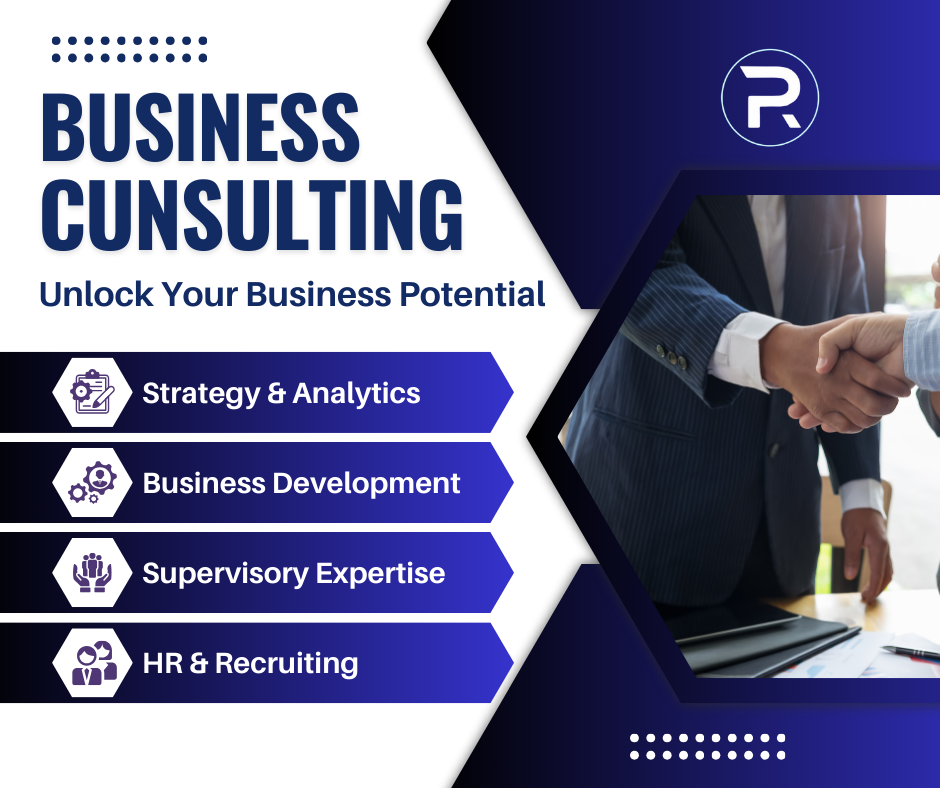 BUSINESS
CUNSULTING
Unlock Your Business Potential
Strategy & Analytics
Business Development
Supervisory Expertise
HR & Recruiting